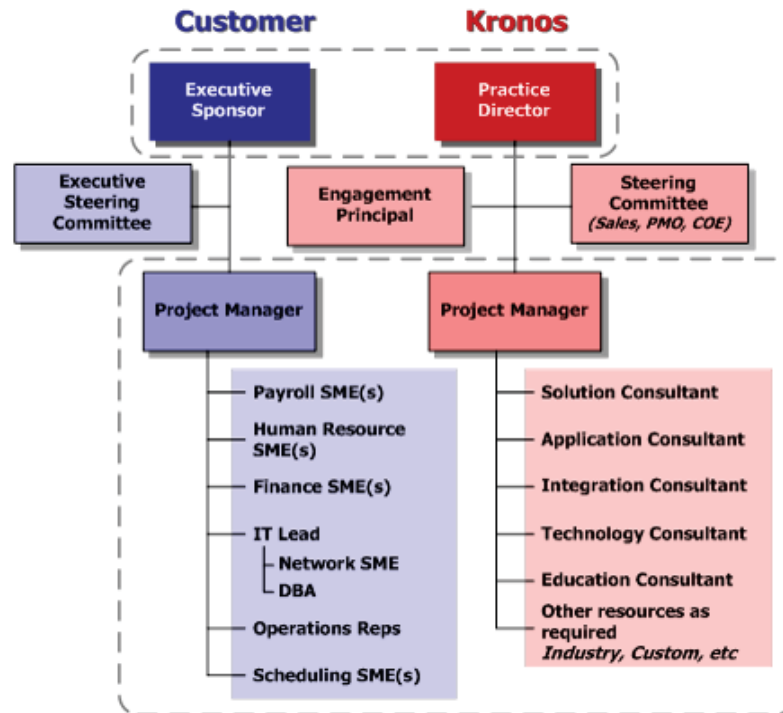 Customer
Kronos
Executive
Sponsor
Practice
Director
Executive
Steering
Committee
Engagement
Principal
Steering
Committee
(Sales, PMO, COE)
Project Manager
Project Manager
Payroll SME(s)
Human Resource
SME(s)
Finance SME(s)
IT Lead
Network SME
DBA
Operations Reps
Scheduling SME(s)
Solution Consultant
Application Consultant
Integration Consultant
Technology Consultant
Education Consultant
Other resources as
required
Industry, Custom, etc